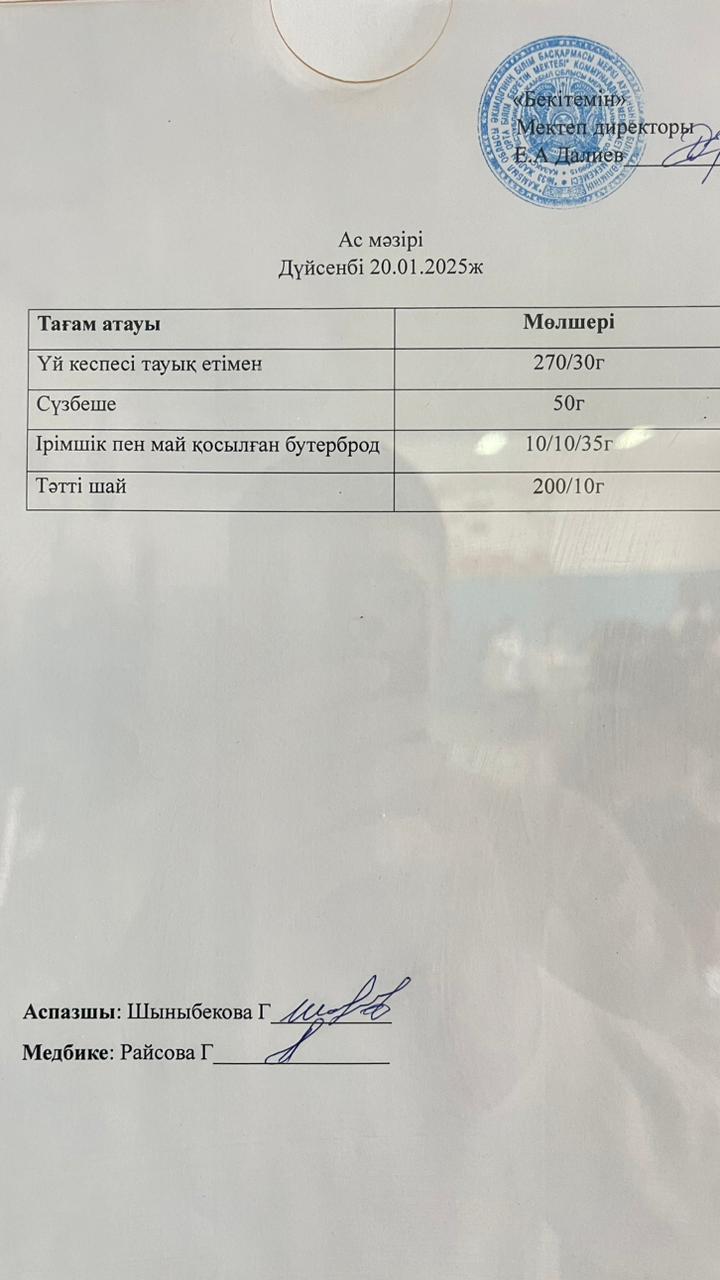 «Бекітемін»
Мектеп директоры
Е.А Далиев
Ас мәзірі
Дүйсенбі 20.01.2025ж
Тағам атауы Мөлшері
Үй кеспесі тауық етімен 270/30г
Сүзбеше 50г
Ірімшік пен май қосылған бутерброд 10/10/35г
Тәтті шай 200/10г
Аспазшы: Шыныбекова Г
Медбике: Райсова Г